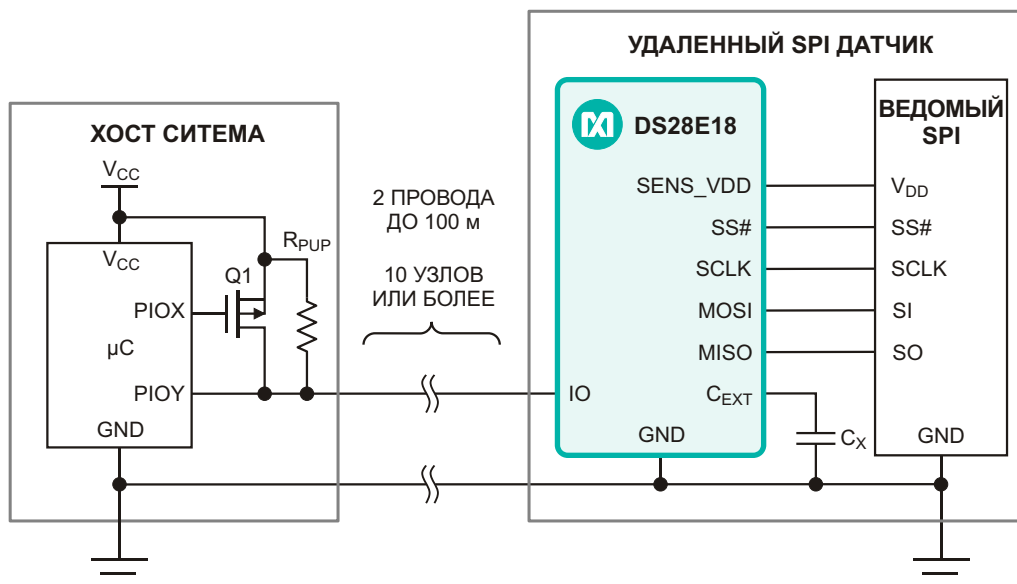 УДАЛЕННЫЙ SPI ДАТЧИК
ХОСТ СИТЕМА
V_CC
V_CC
PIOX
µC
PIOY
GND
Q1
R_PUP
2 ПРОВОДА
ДО 100 м
10 УЗЛОВ
ИЛИ БОЛЕЕ
DS28E18
SENS_VDD
SS#
SCLK
MOSI
MISO
IO
C_EXT
GND
C_X
ВЕДОМЫЙ
SPI
V_DD
SS#
SCLK
SI
SO
GND